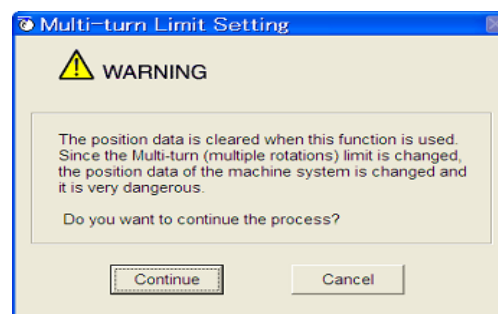 Multi-turn Limit Setting
WARNING
The position data is cleared when this function is used.
Since the Multi-turn (multiple rotations) limit is changed,
the position data of the machine system is changed and
it is very dangerous.
Do you want to continue the process?
Continue
Cancel